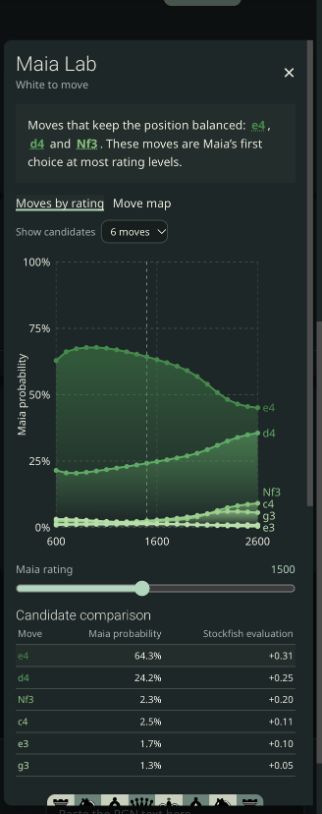 Maia Lab
White to move
×
Moves that keep the position balanced: e4,
d4 and Nf3. These moves are Maia's first
choice at most rating levels.
Moves by rating Move map
Show candidates 6 moves
100%
75%
50%
25%
0%
Maia probability
e4
d4
Nf3
c4
g3
e3
600 1600 2600
Maia rating 1500
Candidate comparison
Move Maia probability Stockfish evaluation
e4 64.3% +0.31
d4 24.2% +0.25
Nf3 2.3% +0.20
c4 2.5% +0.11
e3 1.7% +0.10
g3 1.3% +0.05